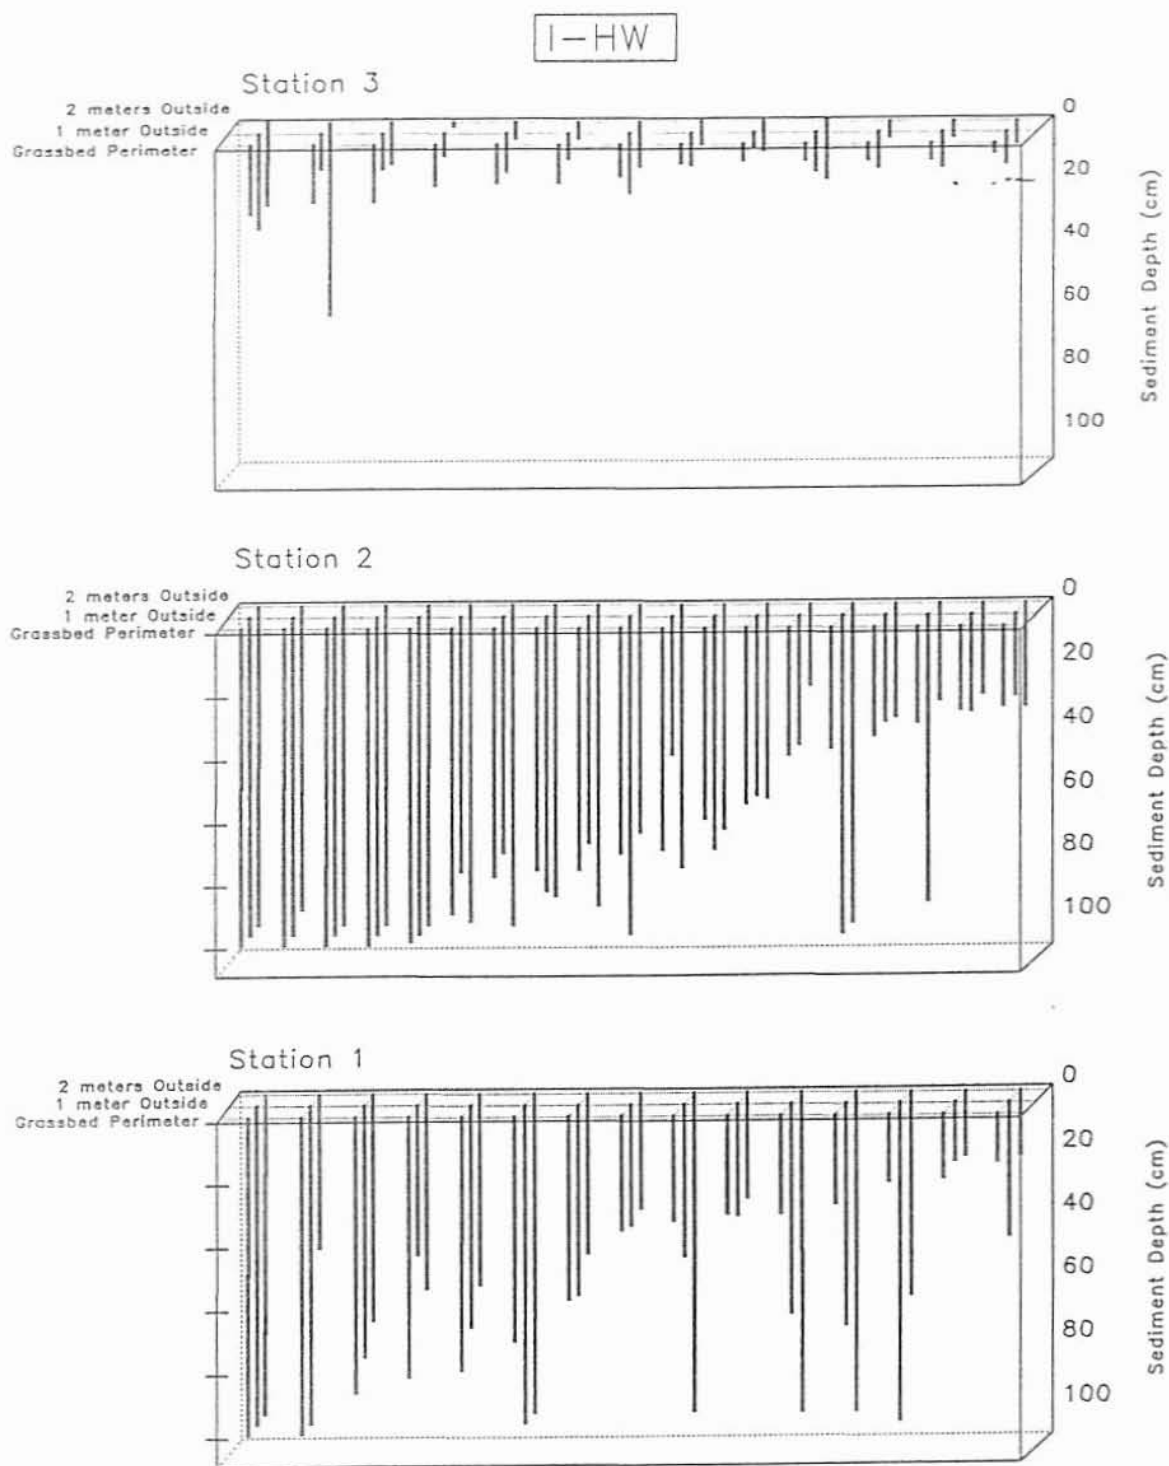 I-HW
Station 3
2 meters Outside
1 meter Outside
Grassbed Perimeter
0
20
40
60
80
100
Sediment Depth (cm)
Station 2
2 meters Outside
1 meter Outside
Grassbed Perimeter
0
20
40
60
80
100
Sediment Depth (cm)
Station 1
2 meters Outside
1 meter Outside
Grassbed Perimeter
0
20
40
60
80
100
Sediment Depth (cm)